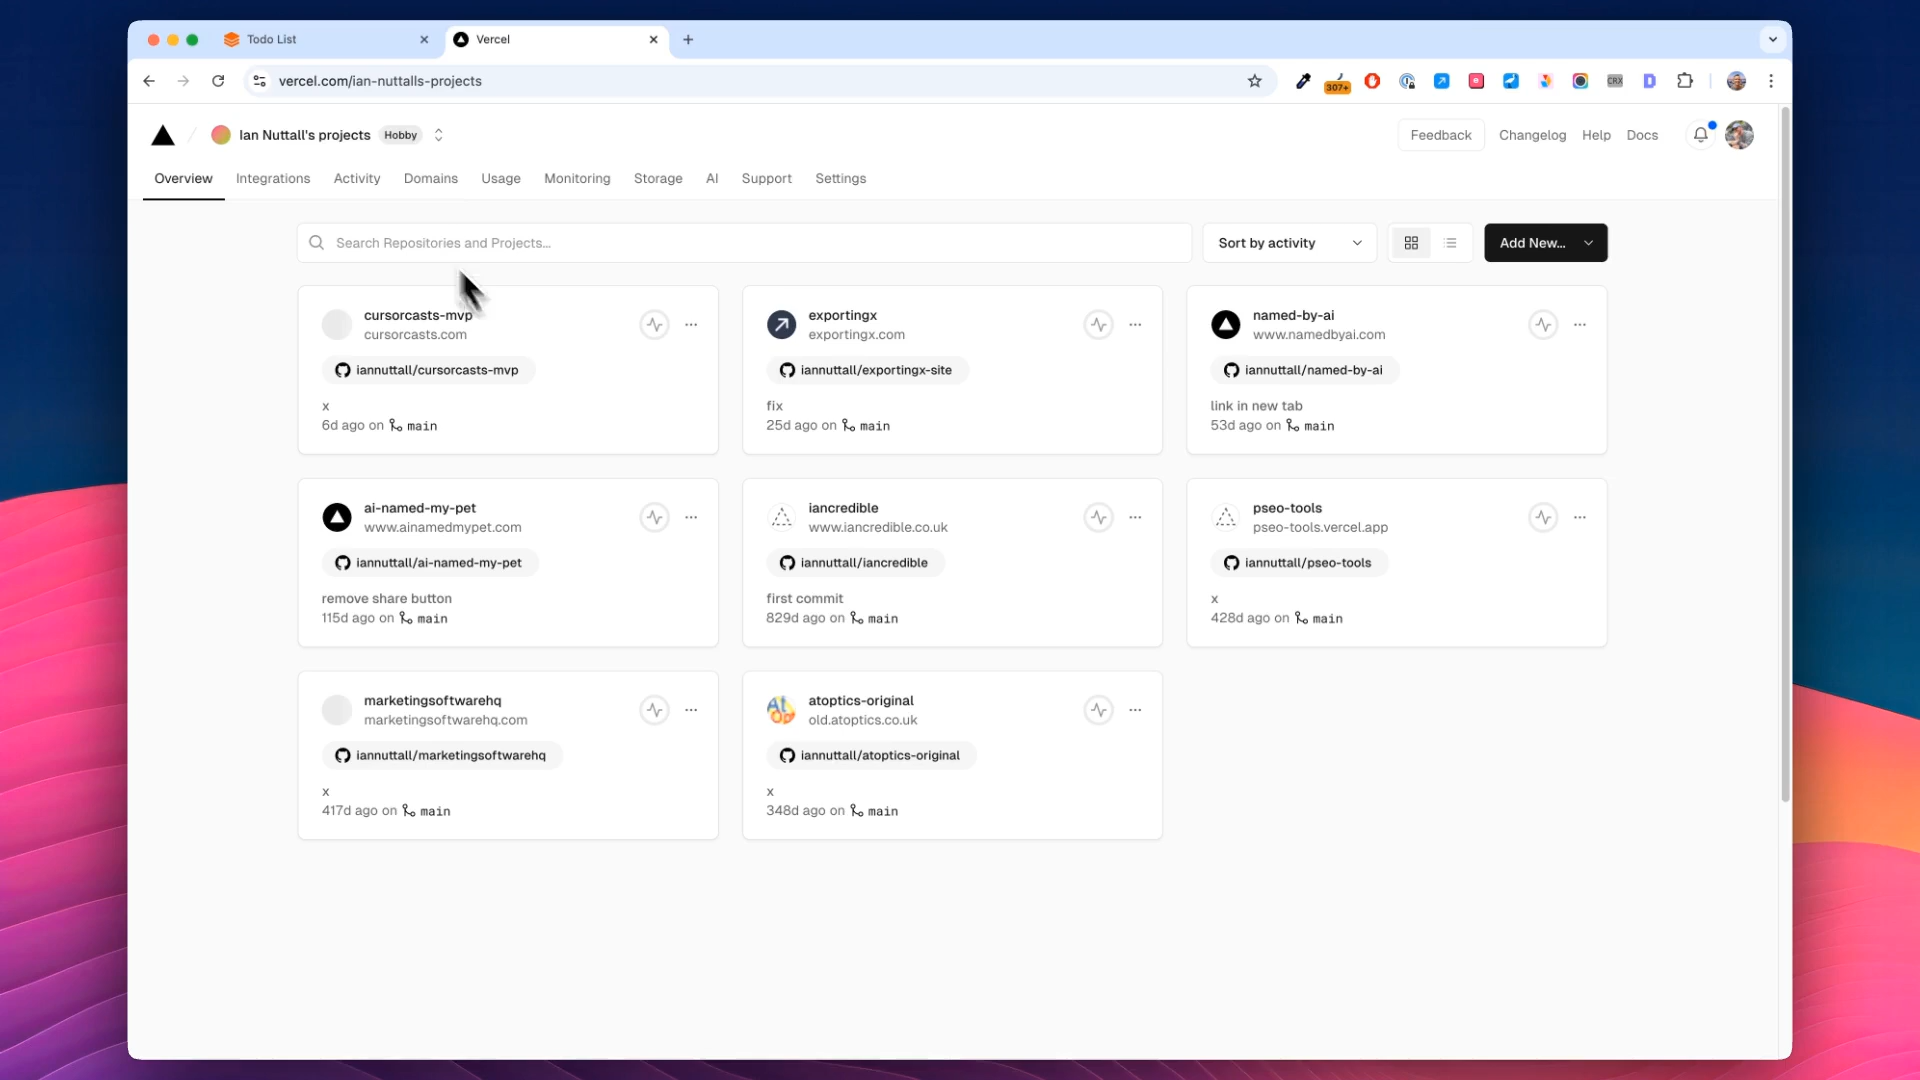 Todo List
Vercel
vercel.com/ian-nuttalls-projects
307+
CRX
Ian Nuttall's projects Hobby
Feedback Changelog Help Docs
Overview Integrations Activity Domains Usage Monitoring Storage AI Support Settings
Search Repositories and Projects...
Sort by activity
Add New...
cursorcasts-mvp
cursorcasts.com
iannuttall/cursorcasts-mvp
x
6d ago on main
exportingx
exportingx.com
iannuttall/exportingx-site
fix
25d ago on main
named-by-ai
www.namedbyai.com
iannuttall/named-by-ai
link in new tab
53d ago on main
ai-named-my-pet
www.ainamedmypet.com
iannuttall/ai-named-my-pet
remove share button
115d ago on main
iancredible
www.iancredible.co.uk
iannuttall/iancredible
first commit
829d ago on main
pseo-tools
pseo-tools.vercel.app
iannuttall/pseo-tools
x
428d ago on main
marketingsoftwarehq
marketingsoftwarehq.com
iannuttall/marketingsoftwarehq
x
417d ago on main
atoptics-original
old.atoptics.co.uk
iannuttall/atoptics-original
x
348d ago on main